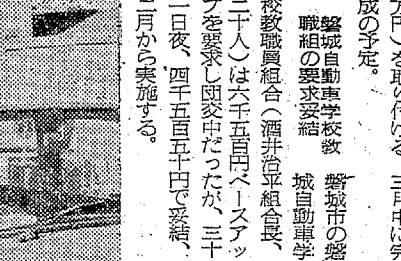 万円）を取り付ける　三月中に完
成の予定。
磐城自動車学校教
職組の要求妥結
磐城市の磐
城自動車学
校教職員組合（酒井治平組合長、
三十人）は六千五百円ベースアッ
プを要求し団交中だったが、三十
一日夜、四千五百五十円で妥結、
二月から実施する。